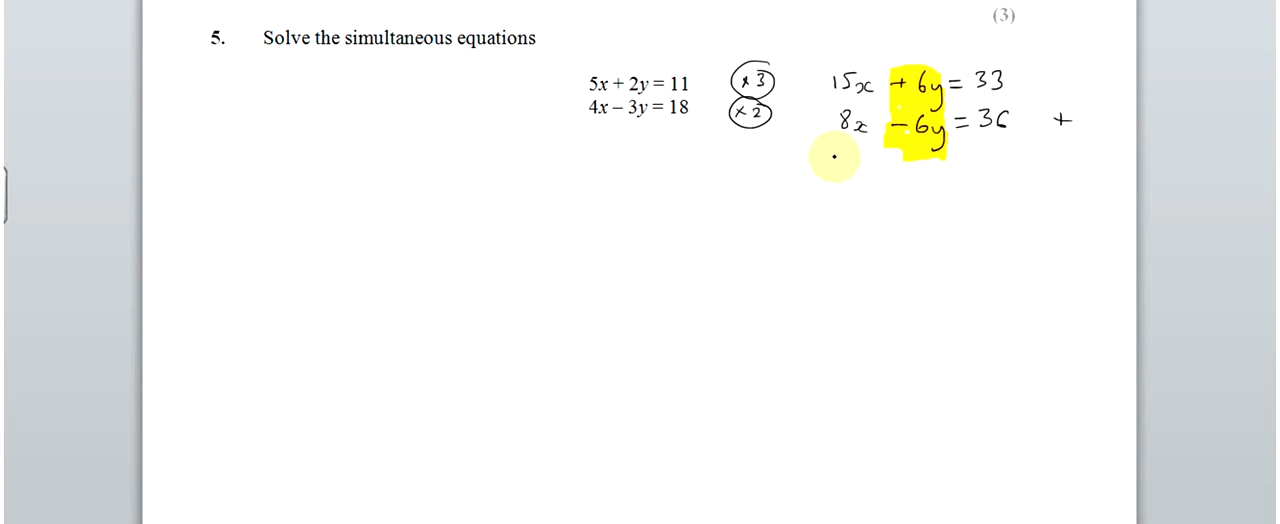 (3)
5. Solve the simultaneous equations
5x + 2y = 11 × 3 15x + 6y = 33
4x – 3y = 18 × 2 8x – 6y = 36 +